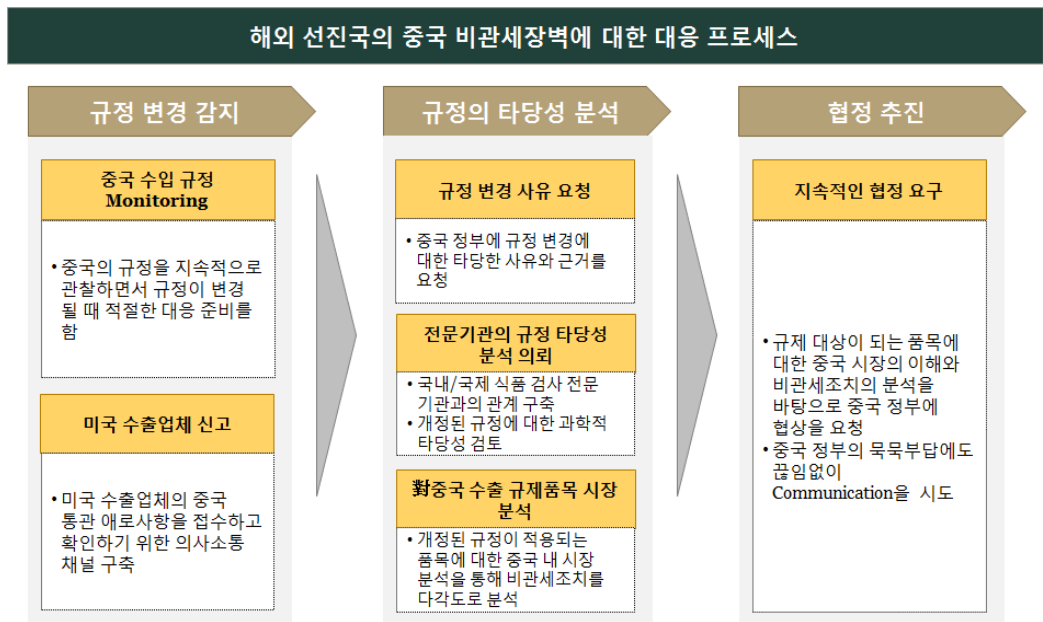 해외 선진국의 중국 비관세장벽에 대한 대응 프로세스
규정 변경 감지
중국 수입 규정
Monitoring
• 중국의 규정을 지속적으로
관찰하면서 규정이 변경
될 때 적절한 대응 준비를
함
미국 수출업체 신고
• 미국 수출업체의 중국
통관 애로사항을 접수하고
확인하기 위한 의사소통
채널 구축
규정의 타당성 분석
규정 변경 사유 요청
• 중국 정부에 규정 변경에
대한 타당한 사유와 근거를
요청
전문기관의 규정 타당성
분석 의뢰
• 국내/국제 식품 검사 전문
기관과의 관계 구축
• 개정된 규정에 대한 과학적
타당성 검토
對중국 수출 규제품목 시장
분석
• 개정된 규정이 적용되는
품목에 대한 중국 내 시장
분석을 통해 비관세조치를
다각도로 분석
협정 추진
지속적인 협정 요구
• 규제 대상이 되는 품목에
대한 중국 시장의 이해와
비관세조치의 분석을
바탕으로 중국 정부에
협상을 요청
• 중국 정부의 묵묵부답에도
끊임없이
Communication을 시도